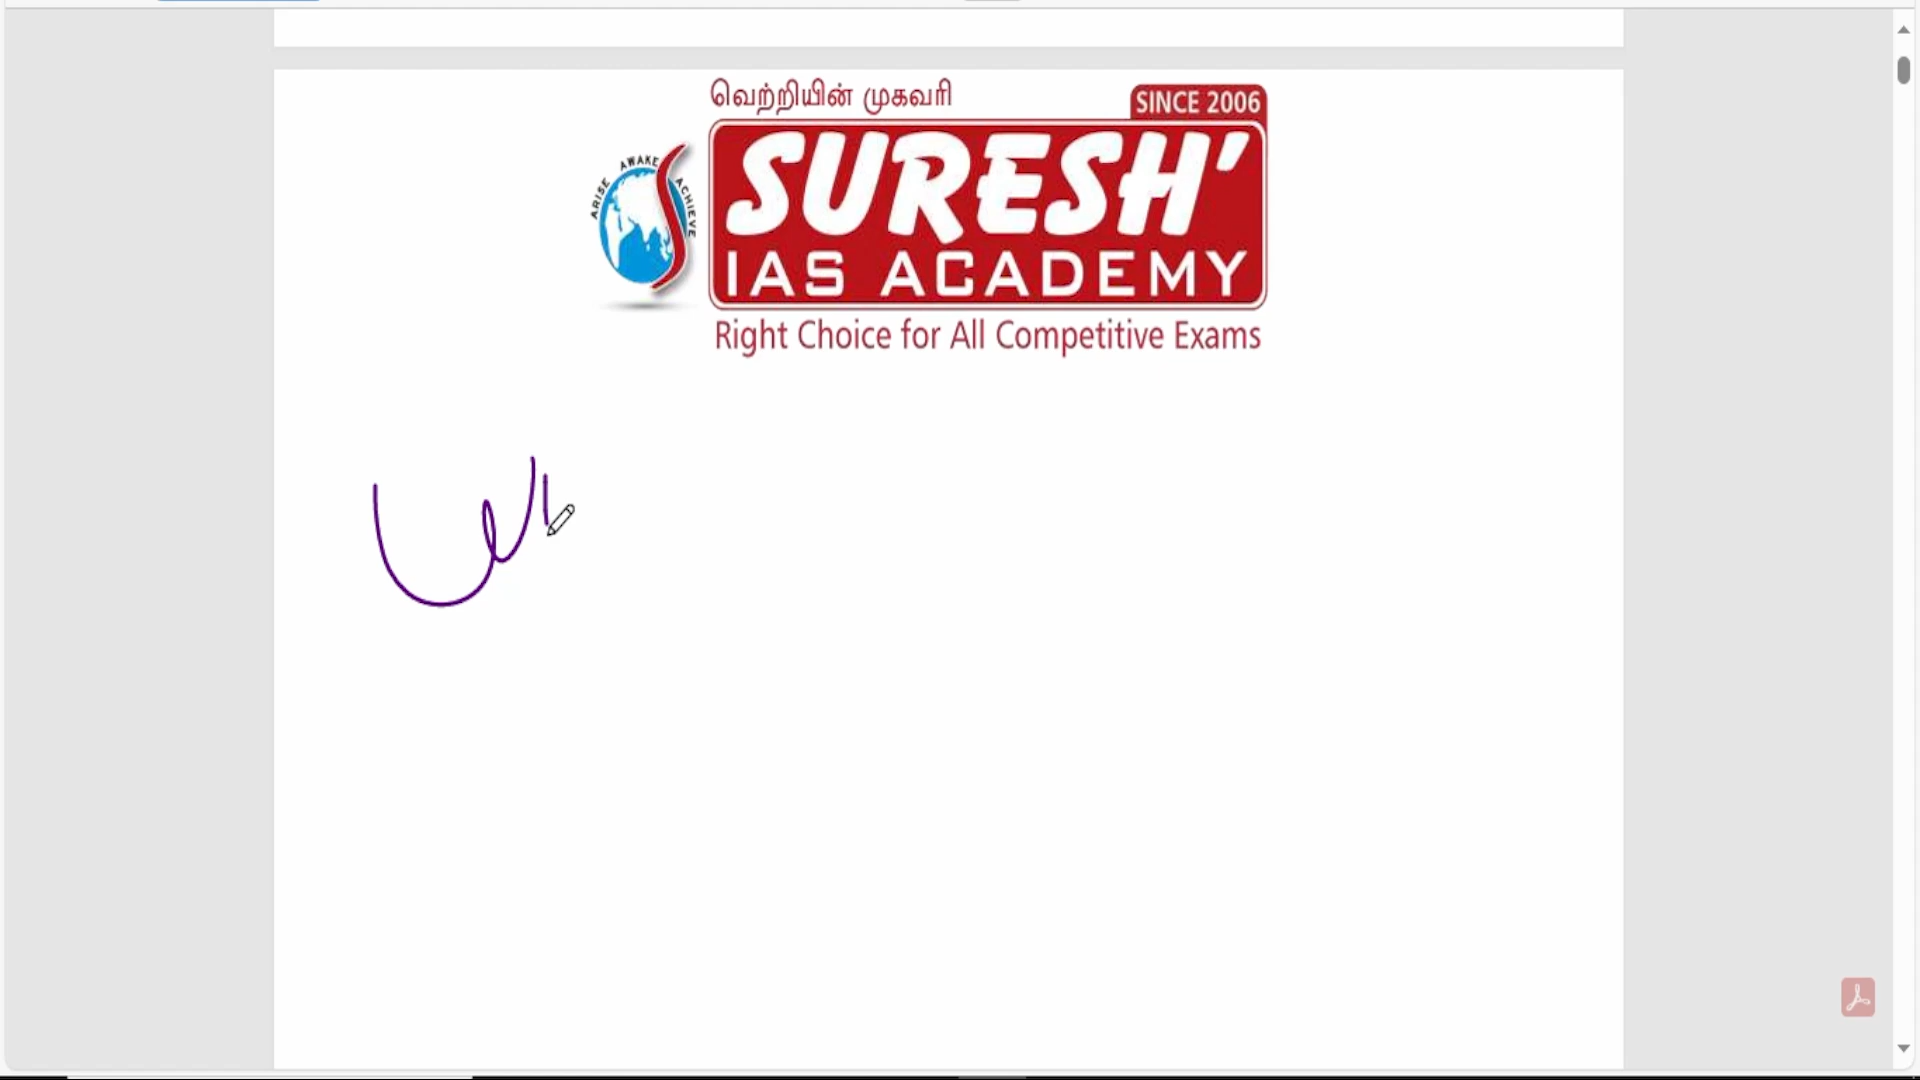 வெற்றியின் முகவரி
SINCE 2006
ARISE AWAKE ACHIEVE
SURESH'
IAS ACADEMY
Right Choice for All Competitive Exams